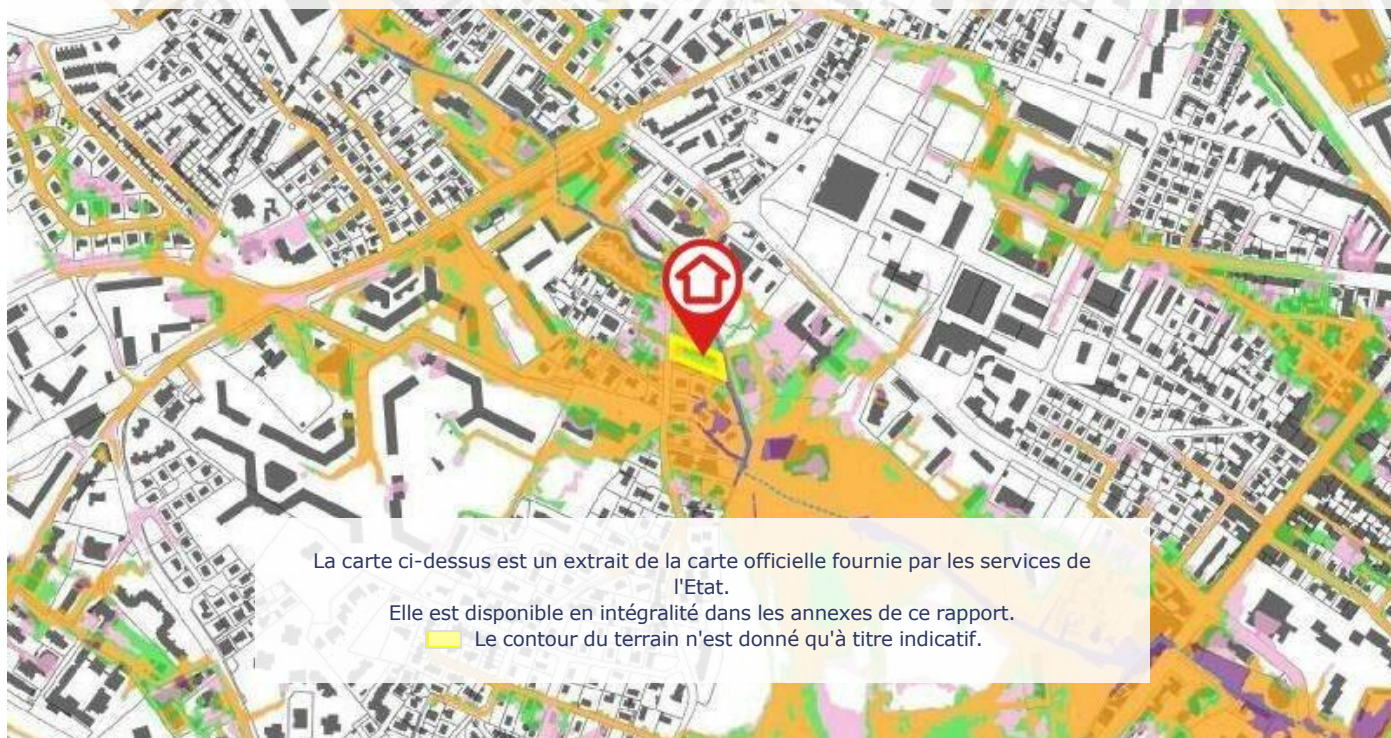 La carte ci-dessus est un extrait de la carte officielle fournie par les services de
l'Etat.
Elle est disponible en intégralité dans les annexes de ce rapport.
Le contour du terrain n'est donné qu'à titre indicatif.